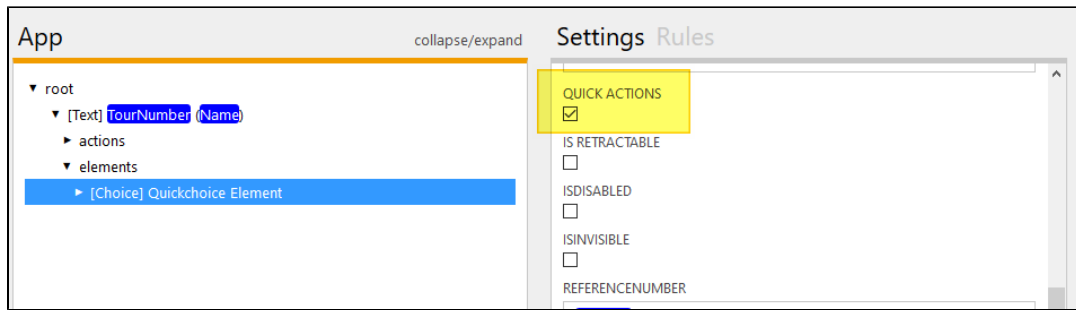 App
collapse/expand
root
[Text] TourNumber (Name)
actions
elements
[Choice] Quickchoice Element
Settings Rules
QUICK ACTIONS
IS RETRACTABLE
ISDISABLED
ISINVISIBLE
REFERENCENUMBER